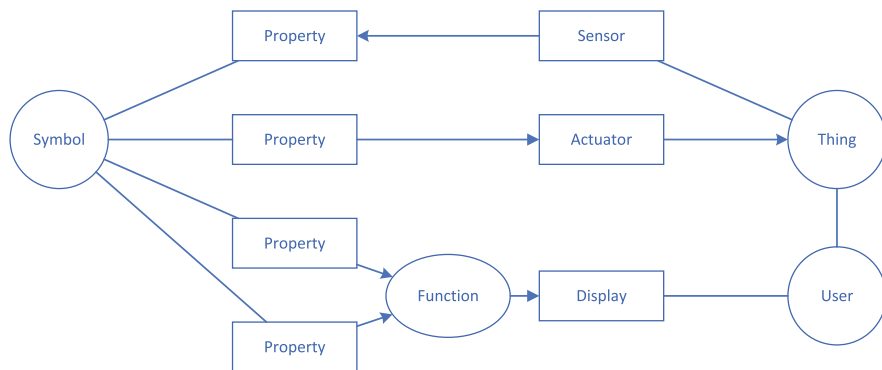 Property
Sensor
Symbol
Property
Actuator
Thing
Property
Function
Display
User
Property